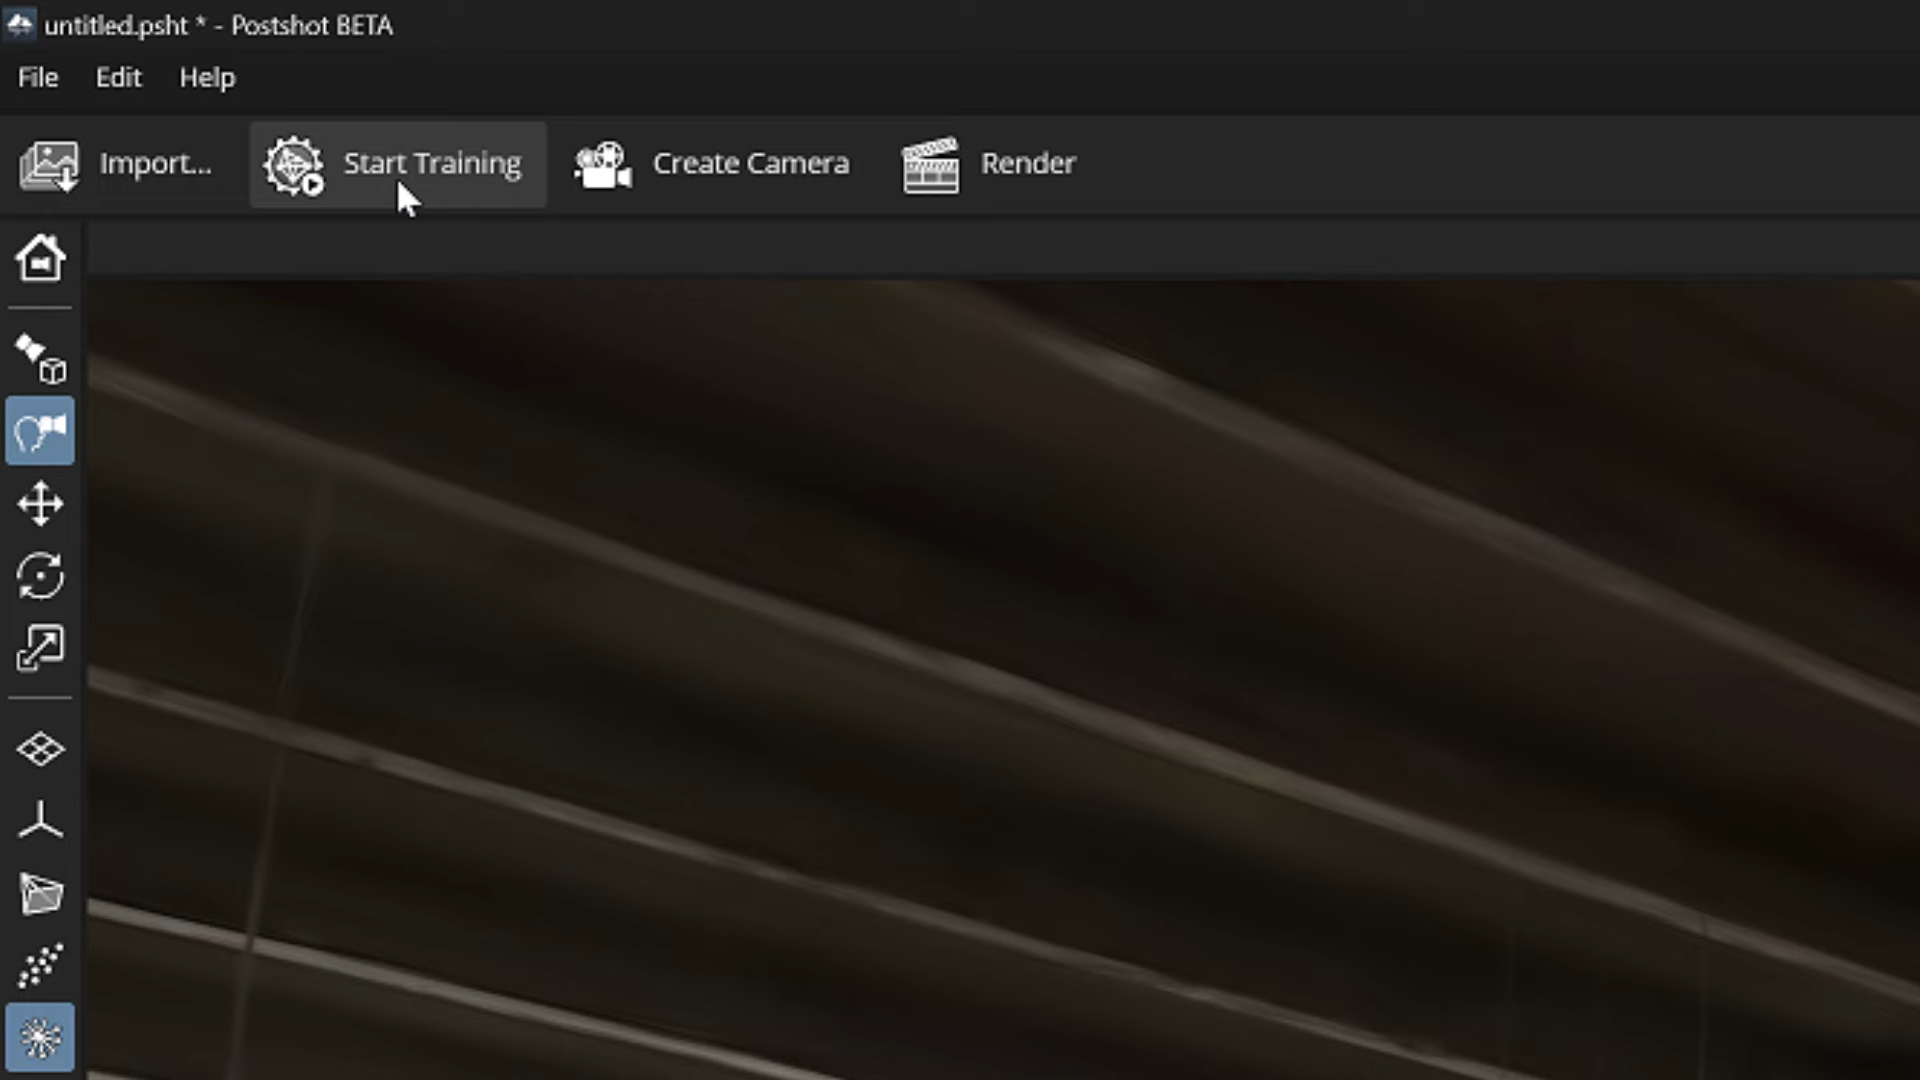 untitled.psht * - Postshot BETA
File Edit Help
Import... Start Training Create Camera Render